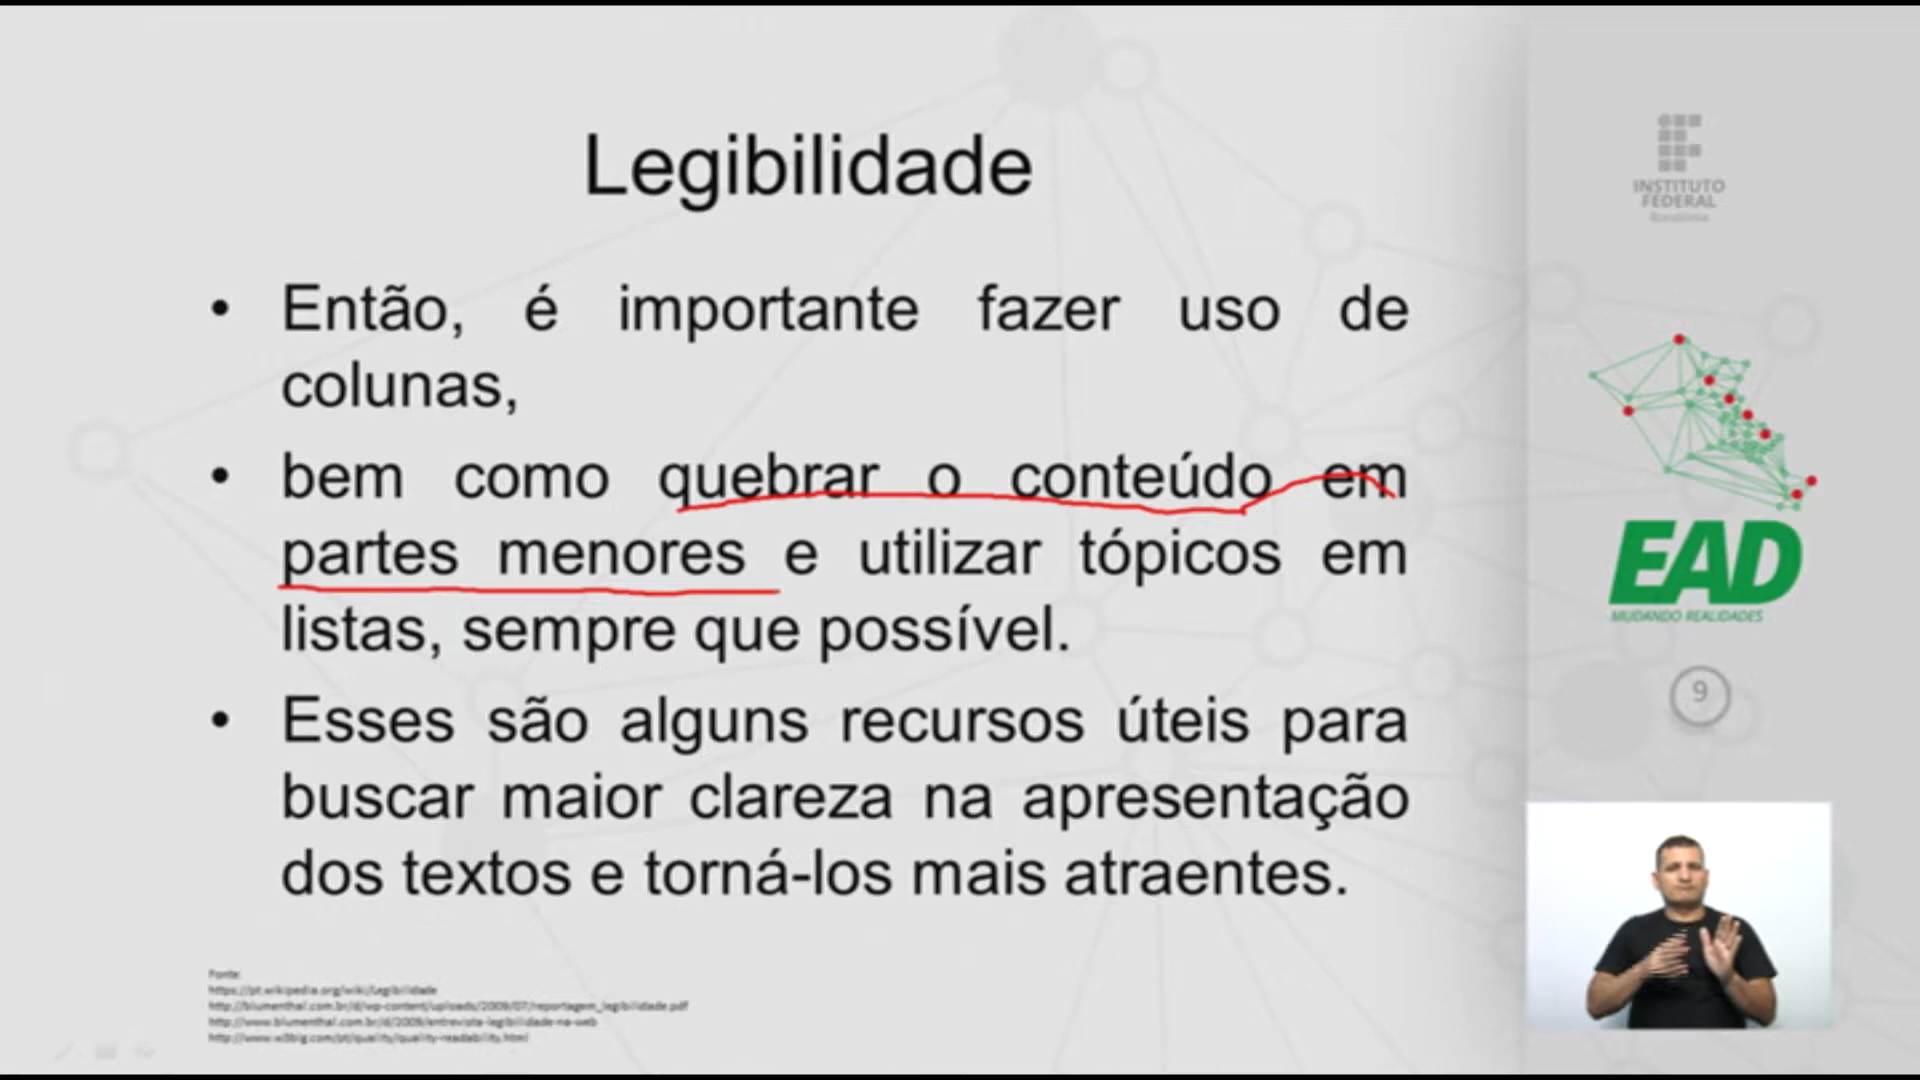 Legibilidade
• Então, é importante fazer uso de
colunas,
• bem como quebrar o conteúdo em
partes menores e utilizar tópicos em
listas, sempre que possível.
• Esses são alguns recursos úteis para
buscar maior clareza na apresentação
dos textos e torná-los mais atraentes.
Fonte:
https://pt.wikipedia.org/wiki/Legibilidade
http://blumenthal.com.br/d/wp-content/uploads/2009/07/reportagem_legibilidade.pdf
http://www.blumenthal.com.br/d/2009/entrevista-legibilidade-na-web
http://www.w3big.com/pt/quality/quality-readability.html
INSTITUTO
FEDERAL
Rondônia
EAD
MUDANDO REALIDADES
9